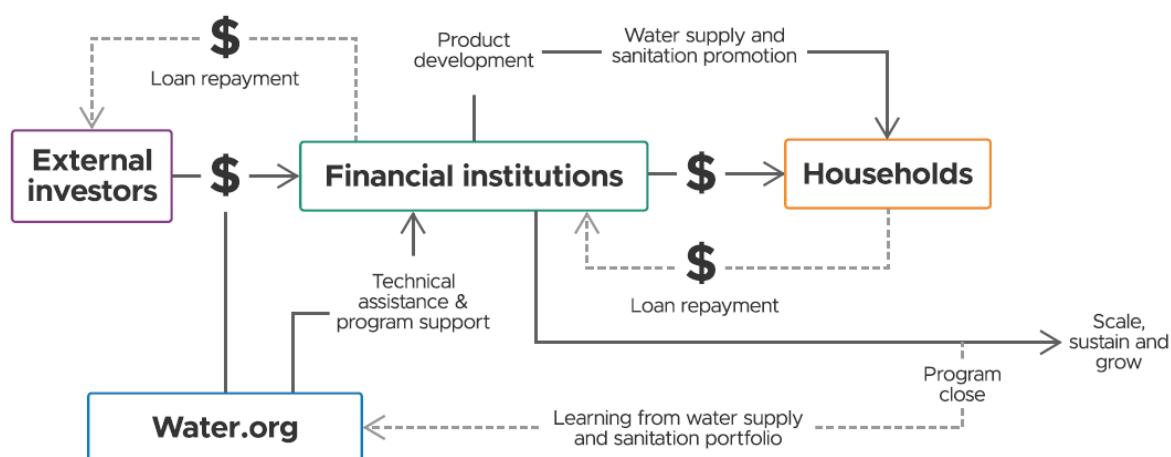 $
Loan repayment
Product
development
Water supply and
sanitation promotion
External
investors
$
Financial institutions
$
Households
Technical
assistance &
program support
$
Loan repayment
Scale,
sustain and
grow
Program
close
Water.org
Learning from water supply
and sanitation portfolio